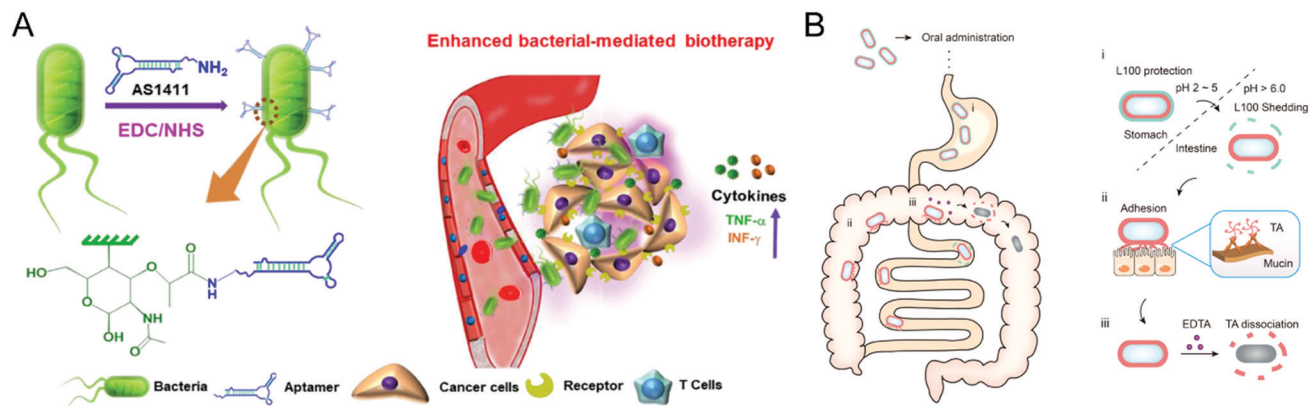 A
NH2
AS1411
EDC/NHS
Enhanced bacterial-mediated biotherapy
Cytokines
TNF-α
INF-γ
HO
O
O
O
N
H
OH
NH
O
Bacteria
Aptamer
Cancer cells
Receptor
T Cells
B
Oral administration
i
ii
iii
i
L100 protection
pH 2 ~ 5
pH > 6.0
L100 Shedding
Stomach
Intestine
ii
Adhesion
TA
Mucin
iii
EDTA
TA dissociation